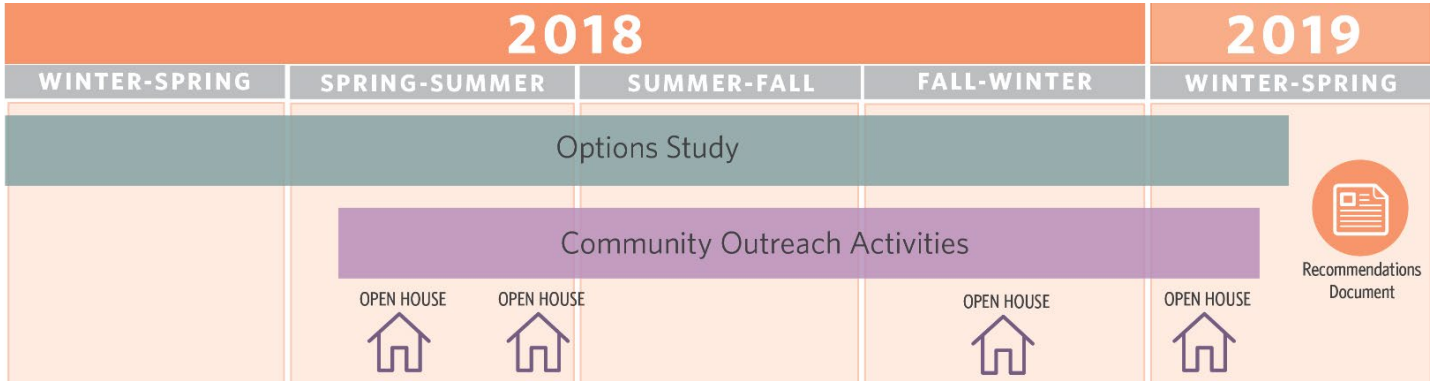 2018
2019
WINTER-SPRING
SPRING-SUMMER
SUMMER-FALL
FALL-WINTER
WINTER-SPRING
Options Study
Community Outreach Activities
OPEN HOUSE
OPEN HOUSE
OPEN HOUSE
OPEN HOUSE
Recommendations
Document